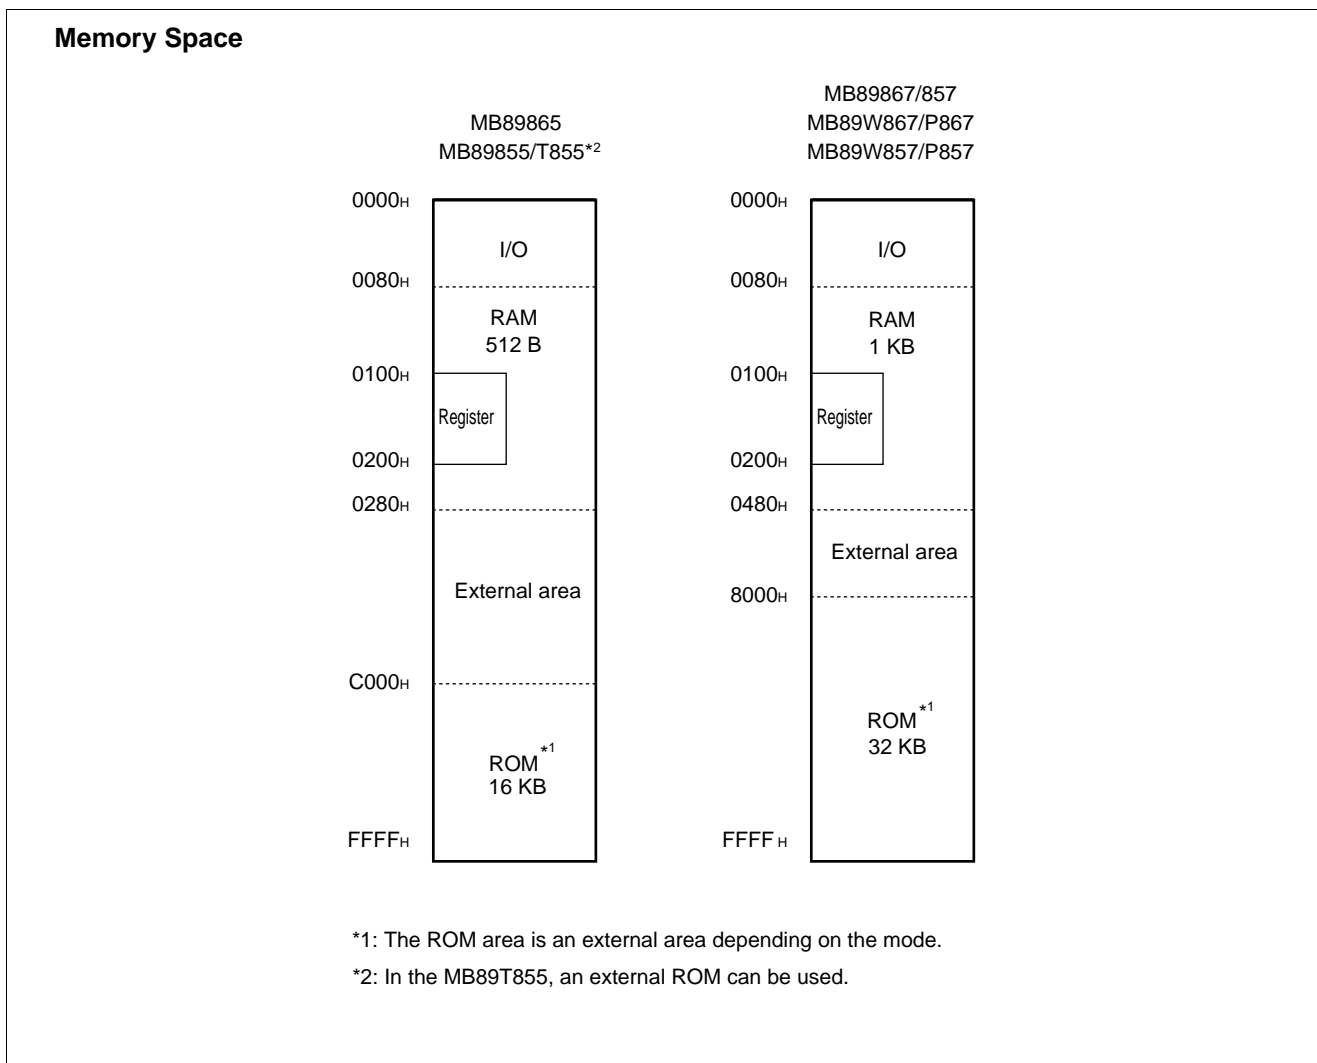 Memory Space
MB89865
MB89855/T855*2
0000H
I/O
0080H
RAM
512 B
0100H
Register
0200H
0280H
External area
C000H
ROM*1
16 KB
FFFFH
MB89867/857
MB89W867/P867
MB89W857/P857
0000H
I/O
0080H
RAM
1 KB
0100H
Register
0200H
0480H
External area
8000H
ROM*1
32 KB
FFFF H
*1: The ROM area is an external area depending on the mode.
*2: In the MB89T855, an external ROM can be used.